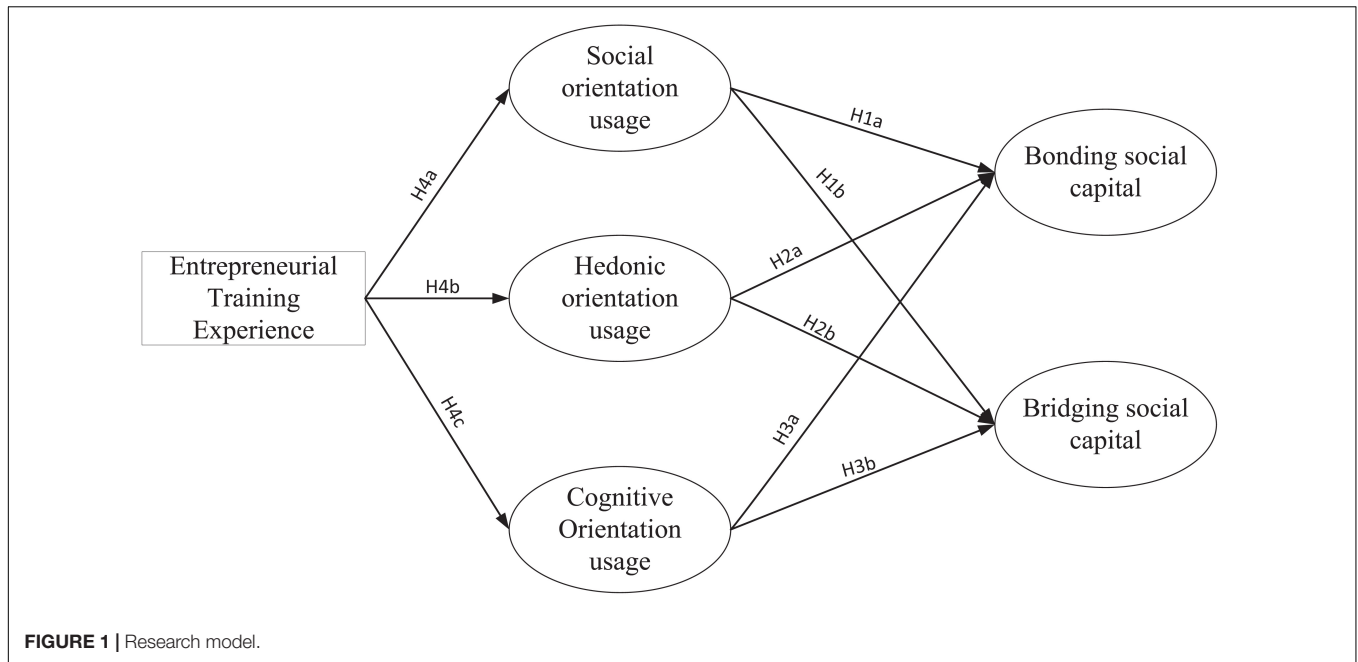 Social
orientation
usage
H1a
Bonding social
capital
H4a
H1b
Entrepreneurial
Training
Experience
H4b
Hedonic
orientation
usage
H2a
H2b
H4c
H3a
Bridging social
capital
H3b
Cognitive
Orientation
usage
FIGURE 1 | Research model.